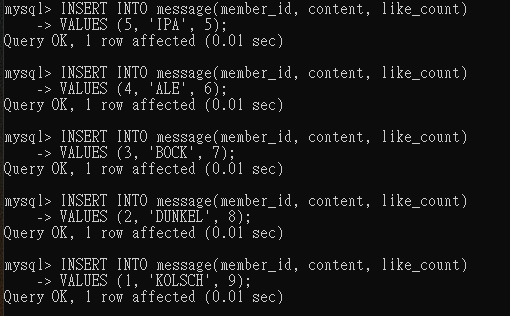 mysql> INSERT INTO message(member_id, content, like_count)
    -> VALUES (5, 'IPA', 5);
Query OK, 1 row affected (0.01 sec)
mysql> INSERT INTO message(member_id, content, like_count)
    -> VALUES (4, 'ALE', 6);
Query OK, 1 row affected (0.01 sec)
mysql> INSERT INTO message(member_id, content, like_count)
    -> VALUES (3, 'BOCK', 7);
Query OK, 1 row affected (0.01 sec)
mysql> INSERT INTO message(member_id, content, like_count)
    -> VALUES (2, 'DUNKEL', 8);
Query OK, 1 row affected (0.01 sec)
mysql> INSERT INTO message(member_id, content, like_count)
    -> VALUES (1, 'KOLSCH', 9);
Query OK, 1 row affected (0.01 sec)